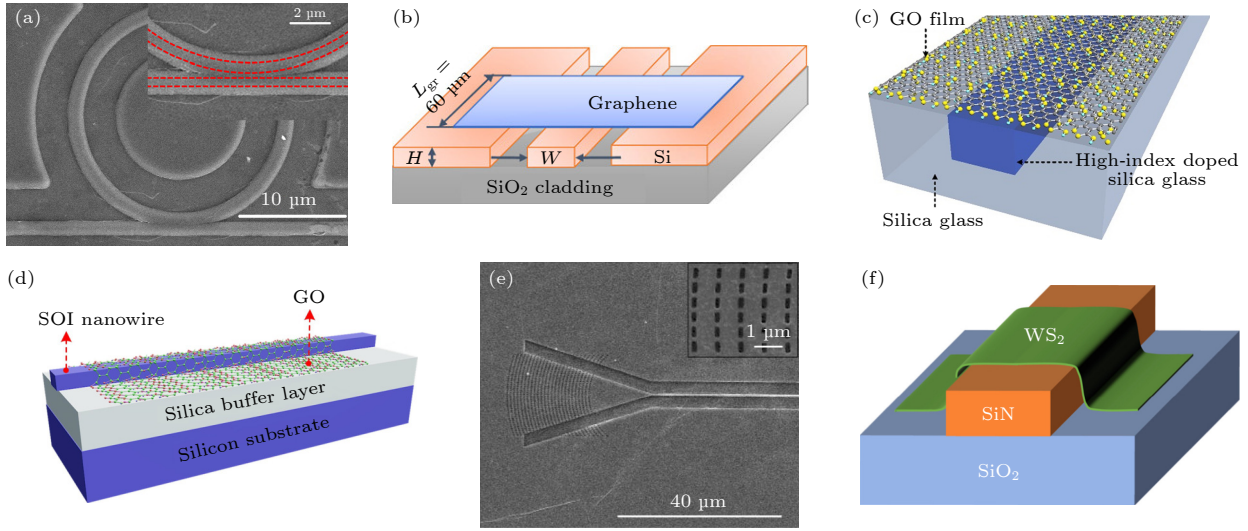 (a)
2 µm
10 µm
(b)
L_gr =
60 µm
Graphene
H
W
Si
SiO₂ cladding
(c)
GO film
High-index doped
silica glass
Silica glass
(d)
GO
SOI nanowire
Silica buffer layer
Silicon substrate
(e)
1 µm
40 µm
(f)
WS₂
SiN
SiO₂